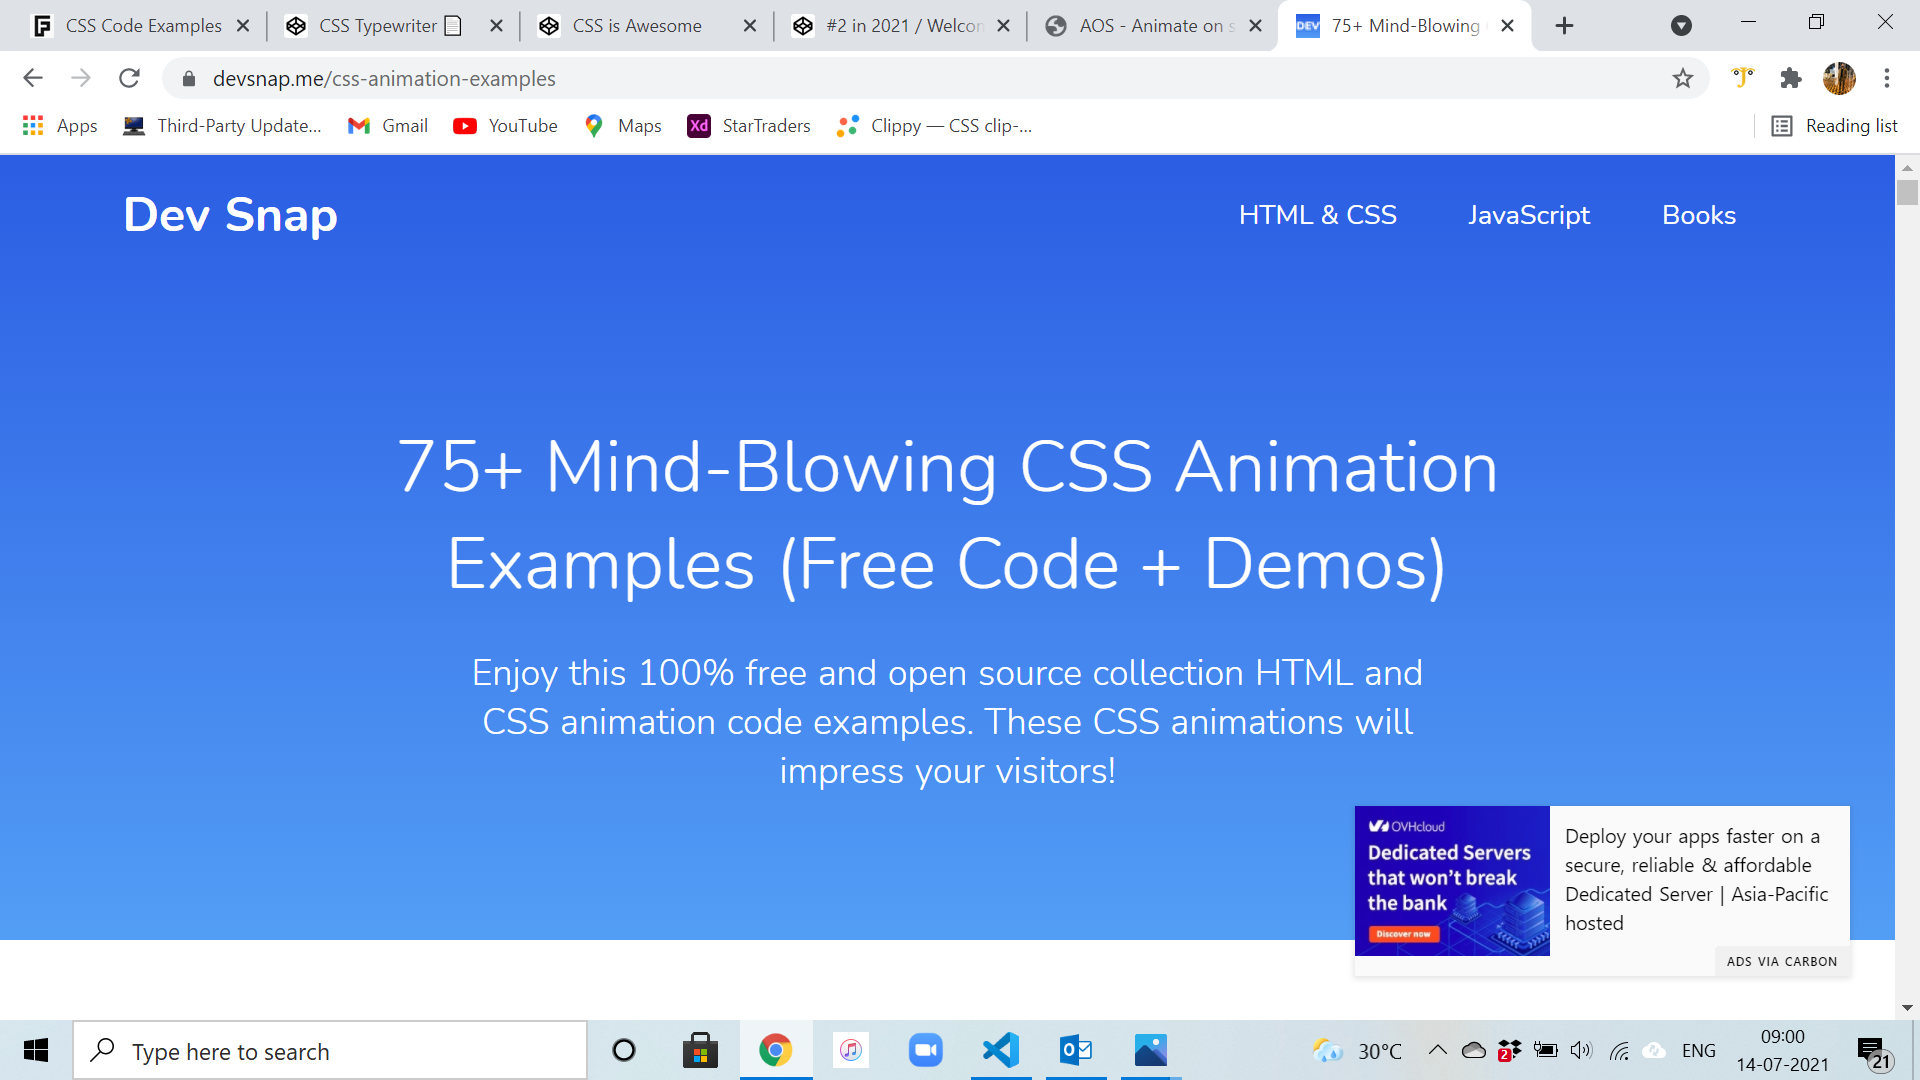 CSS Code Examples
CSS Typewriter
CSS is Awesome
#2 in 2021 / Welcon
AOS - Animate on s
DEV 75+ Mind-Blowing
devsnap.me/css-animation-examples
Apps
Third-Party Update...
Gmail
YouTube
Maps
Xd StarTraders
Clippy — CSS clip-...
Reading list
Dev Snap
HTML & CSS
JavaScript
Books
75+ Mind-Blowing CSS Animation
Examples (Free Code + Demos)
Enjoy this 100% free and open source collection HTML and
CSS animation code examples. These CSS animations will
impress your visitors!
OVHcloud
Dedicated Servers
that won't break
the bank
Discover now
Deploy your apps faster on a
secure, reliable & affordable
Dedicated Server | Asia-Pacific
hosted
ADS VIA CARBON
Type here to search
30°C
2
ENG
09:00
14-07-2021
21